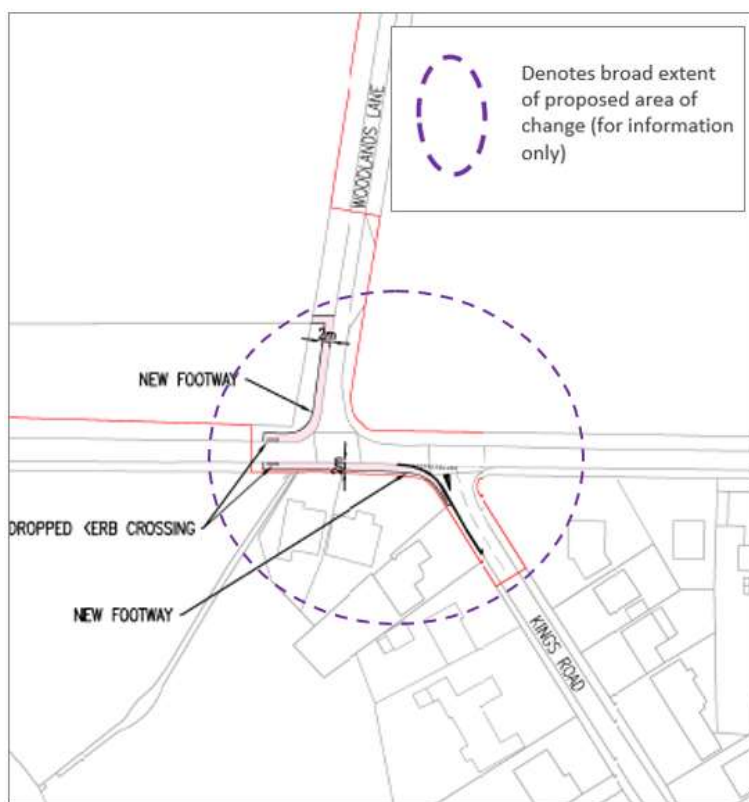 Denotes broad extent
of proposed area of
change (for information
only)
WOODLANDS LANE
2m
NEW FOOTWAY
2m
DROPPED KERB CROSSING
NEW FOOTWAY
KINGS ROAD